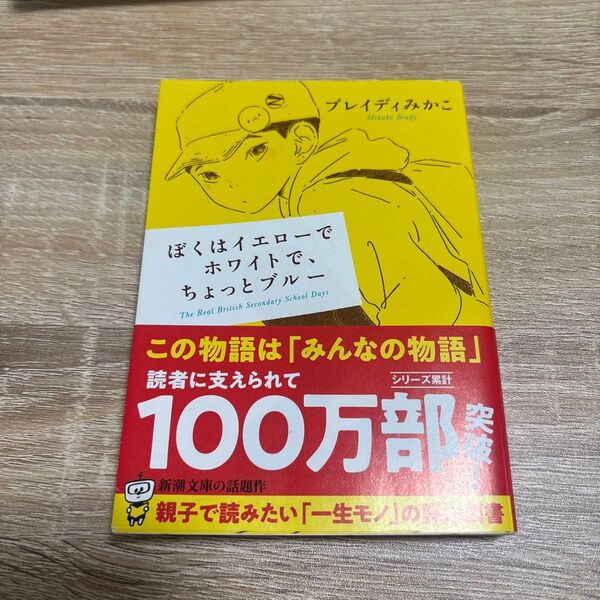 ブレイディみかこ
Mikako Brady
ぼくはイエローで
ホワイトで、
ちょっとブルー
The Real British Secondary School Days
この物語は「みんなの物語」
読者に支えられて
シリーズ累計
100万部突破!
新潮文庫の話題作
親子で読みたい「一生モノ」の 書